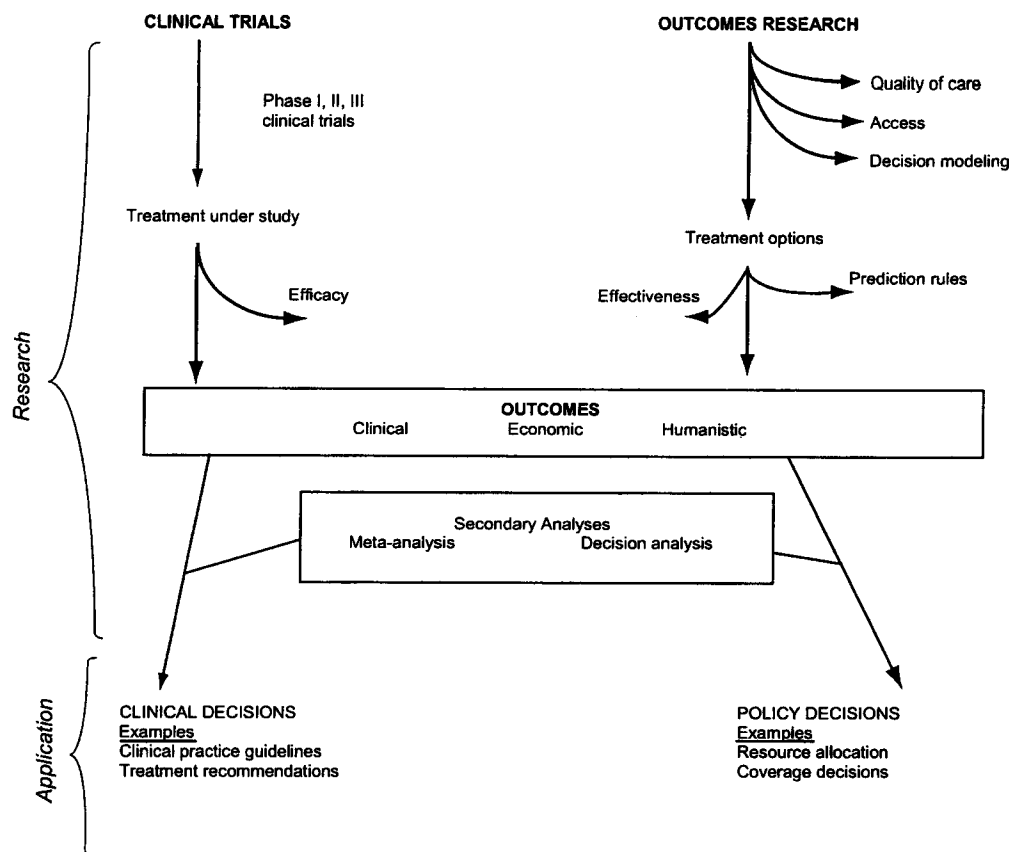 CLINICAL TRIALS
OUTCOMES RESEARCH
Phase I, II, III
clinical trials
Quality of care
Access
Decision modeling
Treatment under study
Treatment options
Efficacy
Effectiveness
Prediction rules
Research
OUTCOMES
Clinical Economic Humanistic
Secondary Analyses
Meta-analysis Decision analysis
Application
CLINICAL DECISIONS
Examples
Clinical practice guidelines
Treatment recommendations
POLICY DECISIONS
Examples
Resource allocation
Coverage decisions